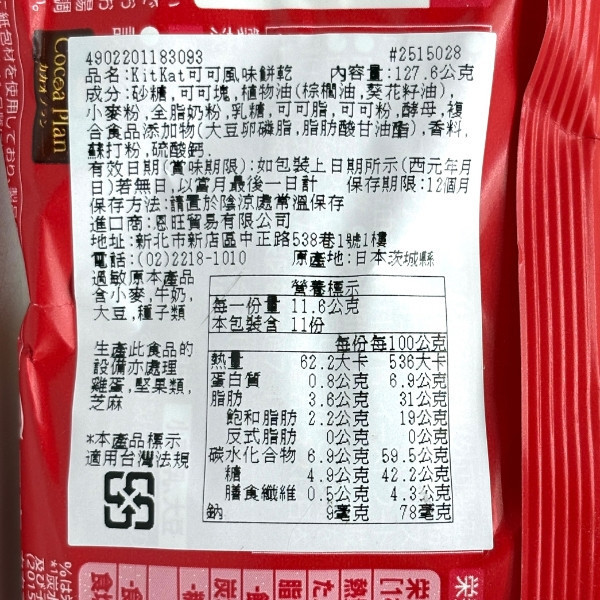 4902201183093 #2515028
品名:KitKat可可風味餅乾 內容量:127.6公克
成分:砂糖,可可塊,植物油(棕櫚油,葵花籽油),
小麥粉,全脂奶粉,乳糖,可可脂,可可粉,酵母,複
合食品添加物(大豆卵磷脂,脂肪酸甘油酯),香料,
蘇打粉,硫酸鈣.
有效日期(賞味期限):如包裝上日期所示(西元年月
日)若無日,以當月最後一日計 保存期限:12個月
保存方法:請置於陰涼處常溫保存
進口商:恩旺貿易有限公司
地址:新北市新店區中正路538巷1號1樓
電話:(02)2218-1010 原產地:日本茨城縣
過敏原本產品
含小麥,牛奶,
大豆,種子類
生產此食品的
設備亦處理
雞蛋,堅果類,
芝麻
*本產品標示
適用台灣法規
營養標示
每一份量 11.6公克
本包裝含 11份
每份每100公克
熱量 62.2大卡 536大卡
蛋白質 0.8公克 6.9公克
脂肪 3.6公克 31公克
飽和脂肪 2.2公克 19公克
反式脂肪 0公克 0公克
碳水化合物 6.9公克 59.5公克
糖 4.9公克 42.2公克
膳食纖維 0.5公克 4.3公克
鈉 9毫克 78毫克
Cocoa Plan
カカオプラン